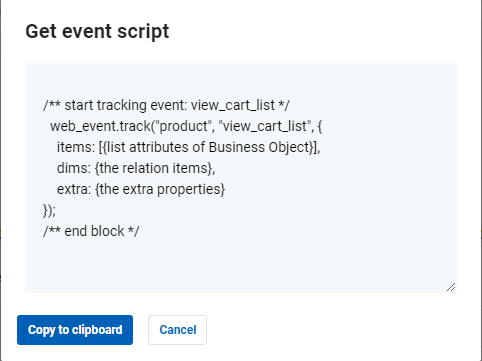 Get event script
/** start tracking event: view_cart_list */
web_event.track("product", "view_cart_list", {
items: [{list attributes of Business Object}],
dims: {the relation items},
extra: {the extra properties}
});
/** end block */
Copy to clipboard
Cancel